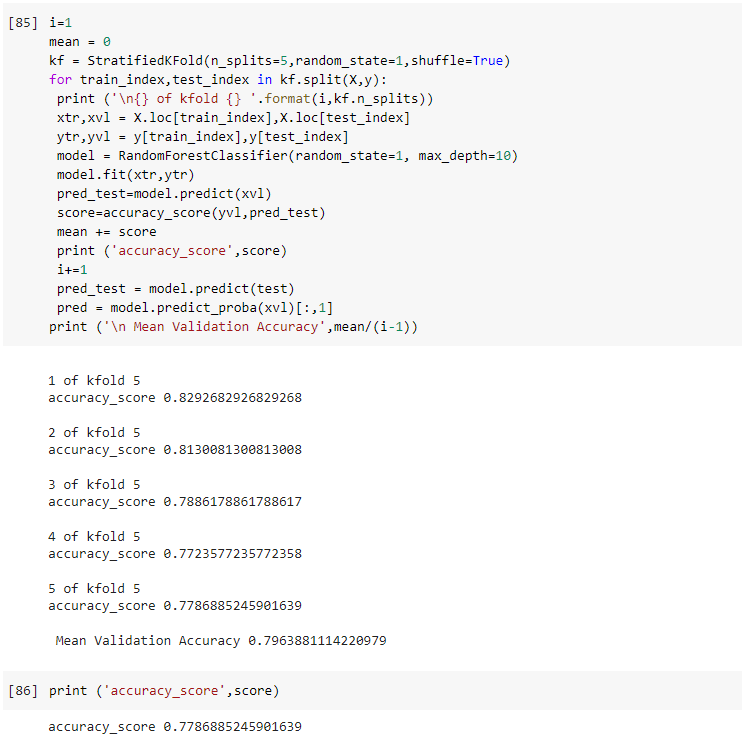 [85] i=1
mean = 0
kf = StratifiedKFold(n_splits=5,random_state=1,shuffle=True)
for train_index,test_index in kf.split(X,y):
 print ('\n{} of kfold {} '.format(i,kf.n_splits))
 xtr,xvl = X.loc[train_index],X.loc[test_index]
 ytr,yvl = y[train_index],y[test_index]
 model = RandomForestClassifier(random_state=1, max_depth=10)
 model.fit(xtr,ytr)
 pred_test=model.predict(xvl)
 score=accuracy_score(yvl,pred_test)
 mean += score
 print ('accuracy_score',score)
 i+=1
 pred_test = model.predict(test)
 pred = model.predict_proba(xvl)[:,1]
print ('\n Mean Validation Accuracy',mean/(i-1))
1 of kfold 5
accuracy_score 0.8292682926829268
2 of kfold 5
accuracy_score 0.8130081300813008
3 of kfold 5
accuracy_score 0.7886178861788617
4 of kfold 5
accuracy_score 0.7723577235772358
5 of kfold 5
accuracy_score 0.7786885245901639
 Mean Validation Accuracy 0.7963881114220979
[86] print ('accuracy_score',score)
accuracy_score 0.7786885245901639